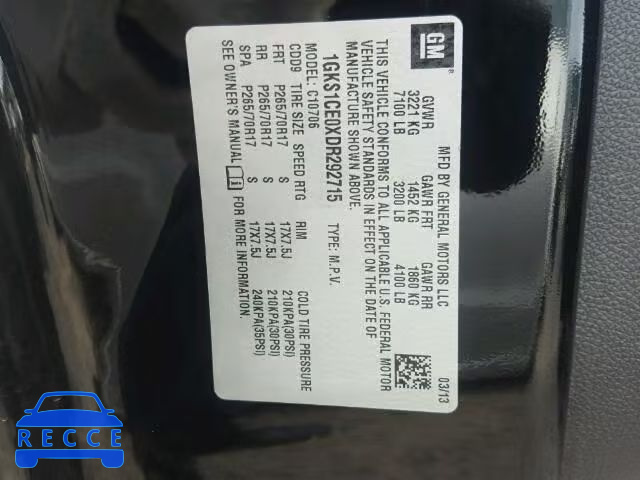 GM ®
MFD BY GENERAL MOTORS LLC 03/13
GVWR GAWR FRT GAWR RR
3221 KG 1452 KG 1860 KG
7100 LB 3200 LB 4100 LB
THIS VEHICLE CONFORMS TO ALL APPLICABLE U.S. FEDERAL MOTOR
VEHICLE SAFETY STANDARDS IN EFFECT ON THE DATE OF
MANUFACTURE SHOWN ABOVE.
1GKS1CE0XDR292715 TYPE: M.P.V.
CDD9 C10706
TIRE SIZE SPEED RTG RIM COLD TIRE PRESSURE
FRT P265/70R17 S 17X7.5J 210KPA(30PSI)
RR P265/70R17 S 17X7.5J 210KPA(30PSI)
SPA P265/70R17 S 17X7.5J 240KPA(35PSI)
SEE OWNER'S MANUAL FOR MORE INFORMATION.
RECCE